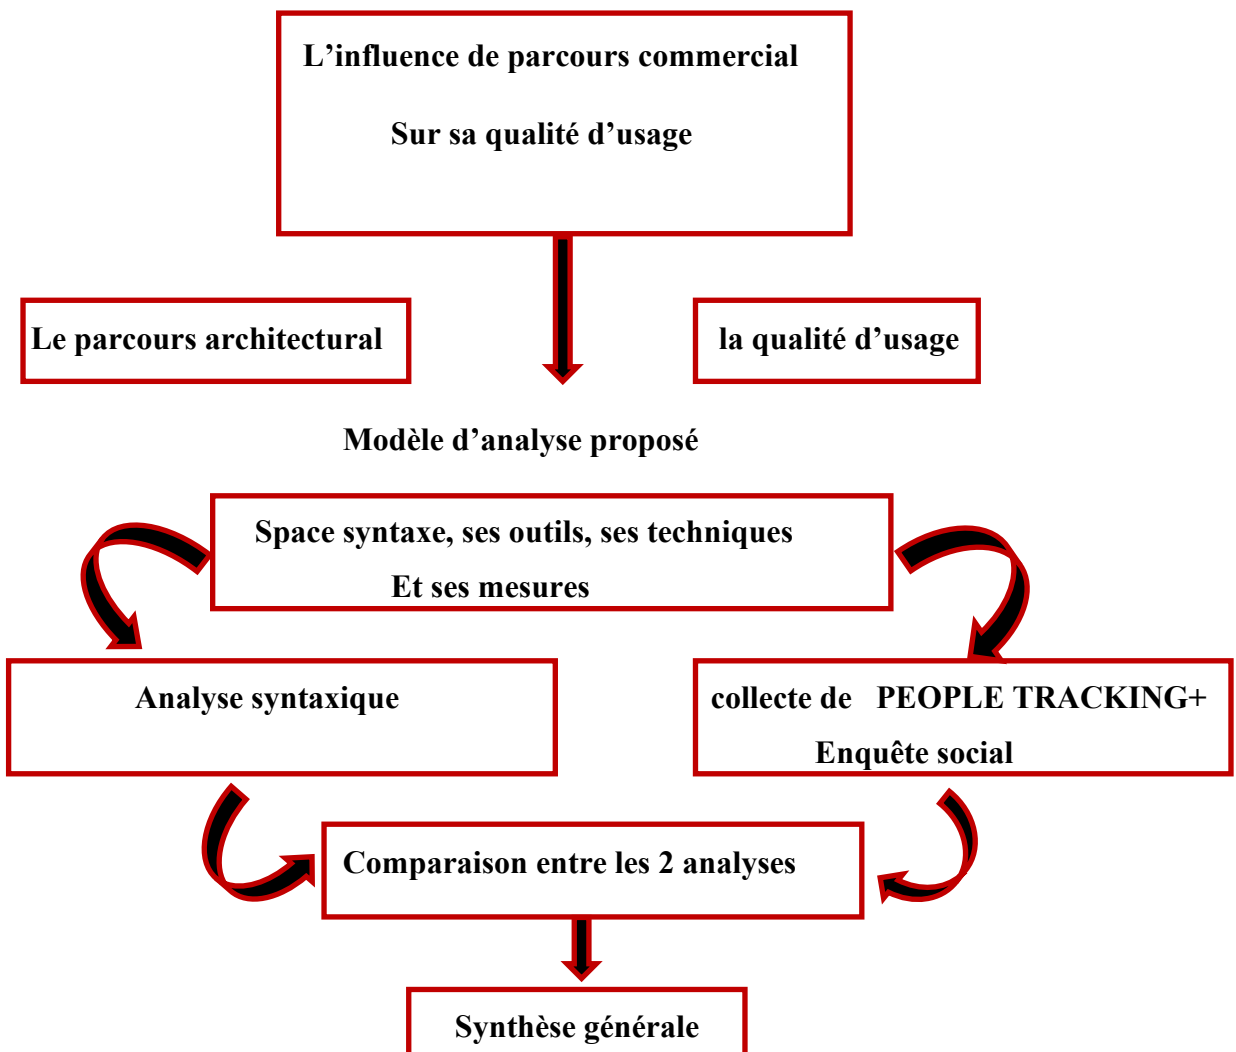 L’influence de parcours commercial
Sur sa qualité d’usage
Le parcours architectural
la qualité d’usage
Modèle d’analyse proposé
Space syntaxe, ses outils, ses techniques
Et ses mesures
Analyse syntaxique
collecte de PEOPLE TRACKING+
Enquête social
Comparaison entre les 2 analyses
Synthèse générale